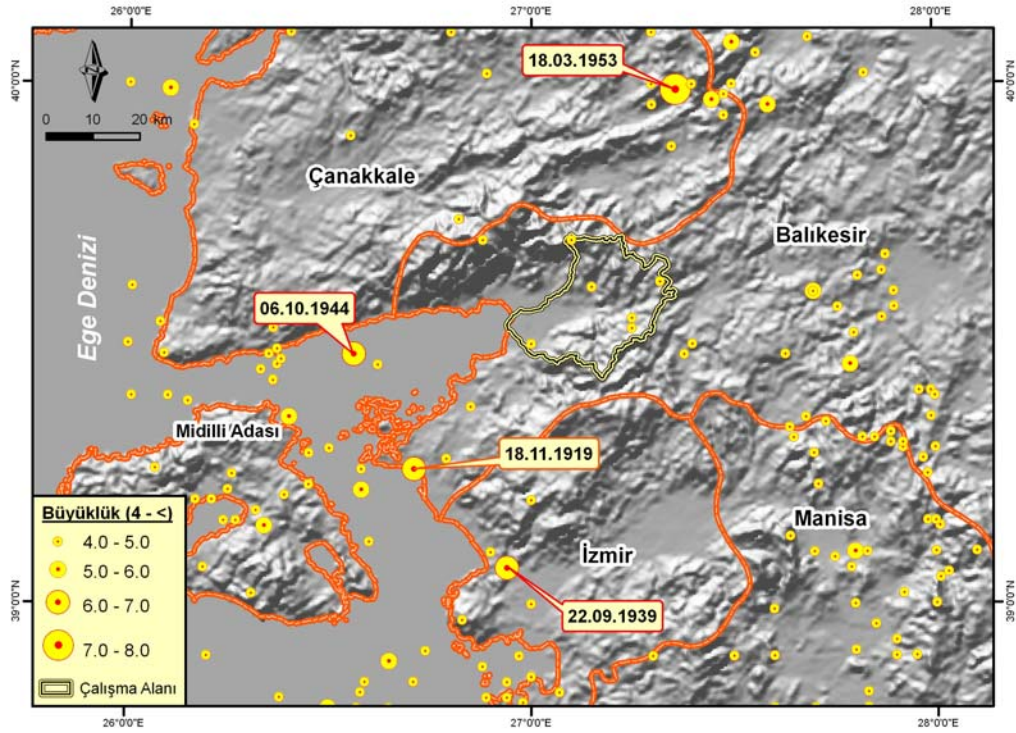 26°0'0"E
27°0'0"E
28°0'0"E
40°0'0"N
40°0'0"N
18.03.1953
0 10 20 km
Çanakkale
Balıkesir
Ege Denizi
06.10.1944
Midilli Adası
18.11.1919
Manisa
İzmir
22.09.1939
Büyüklük (4 - <)
4.0 - 5.0
5.0 - 6.0
6.0 - 7.0
7.0 - 8.0
Çalışma Alanı
39°0'0"N
39°0'0"N
26°0'0"E
27°0'0"E
28°0'0"E